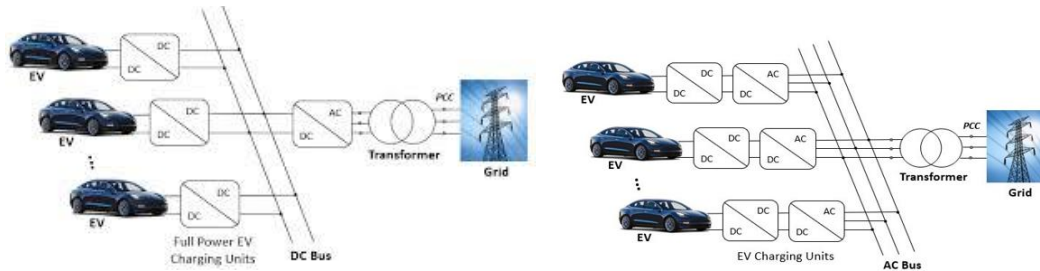 DC
DC
EV
DC
DC
EV
AC
DC
PCC
Transformer
Grid
DC
DC
EV
Full Power EV
Charging Units
DC Bus
DC
DC
AC
DC
EV
DC
DC
AC
DC
EV
PCC
Transformer
Grid
DC
DC
AC
DC
EV
EV Charging Units
AC Bus